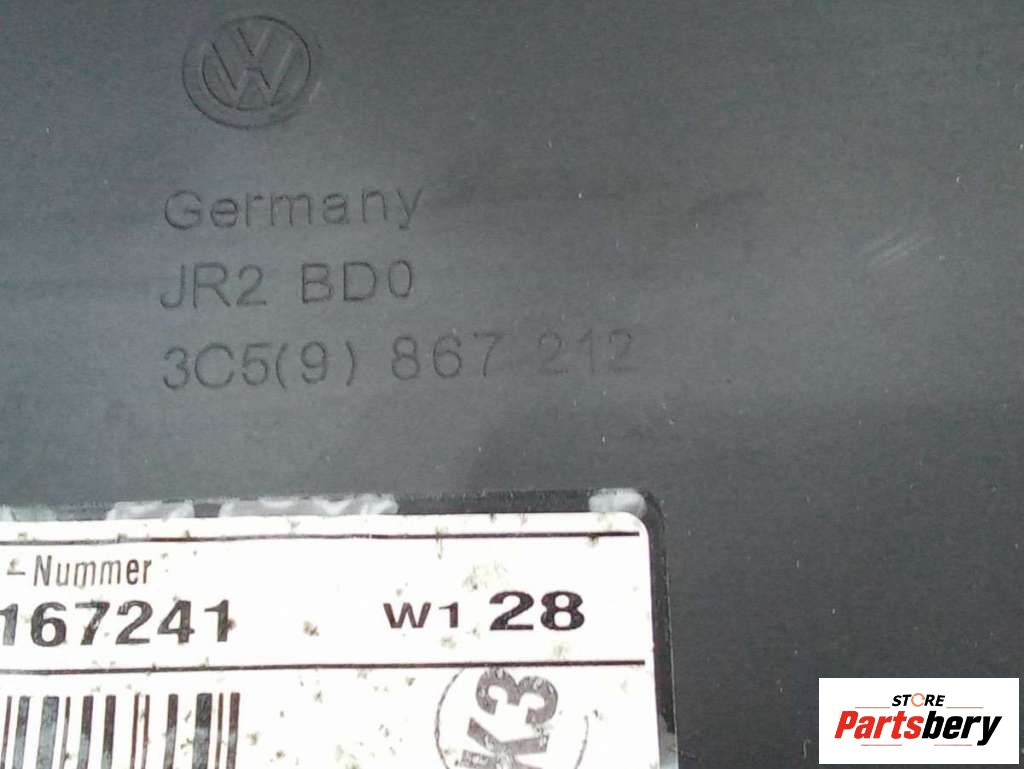 Germany
JR2 BD0
3C5(9) 867 212
-Nummer
167241 W1 28
K3
STORE
Partsbery